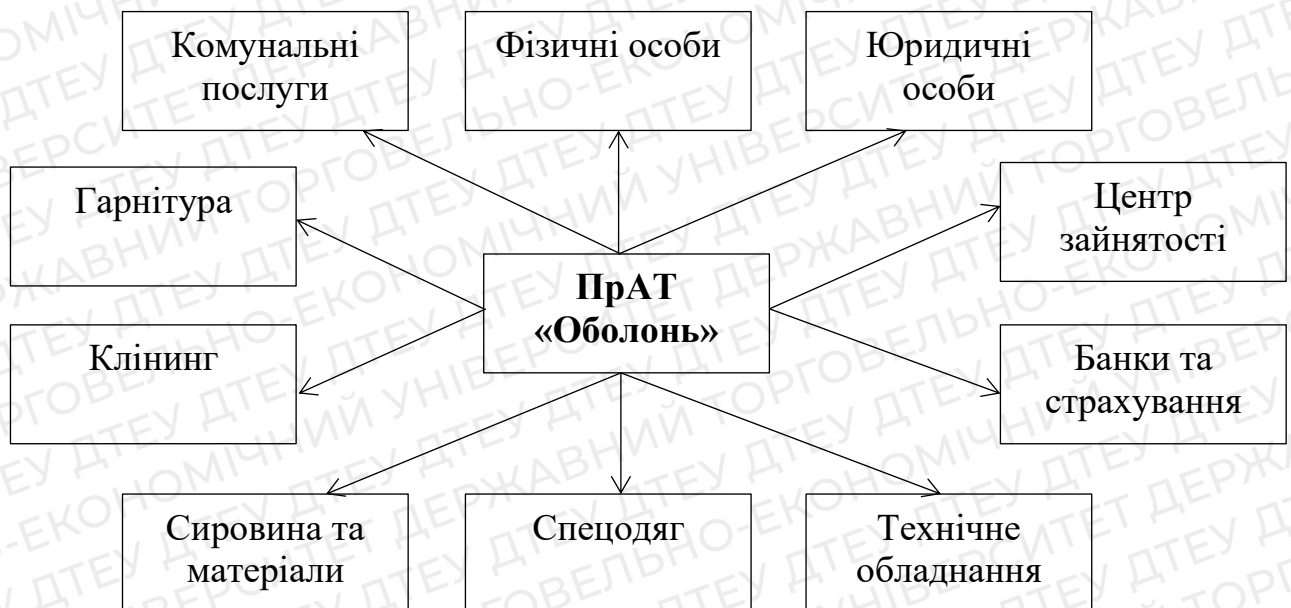 Комунальні
послуги
Фізичні особи
Юридичні
особи
Гарнітура
Центр
зайнятості
ПрАТ
«Оболонь»
Клінинг
Банки та
страхування
Сировина та
матеріали
Спецодяг
Технічне
обладнання